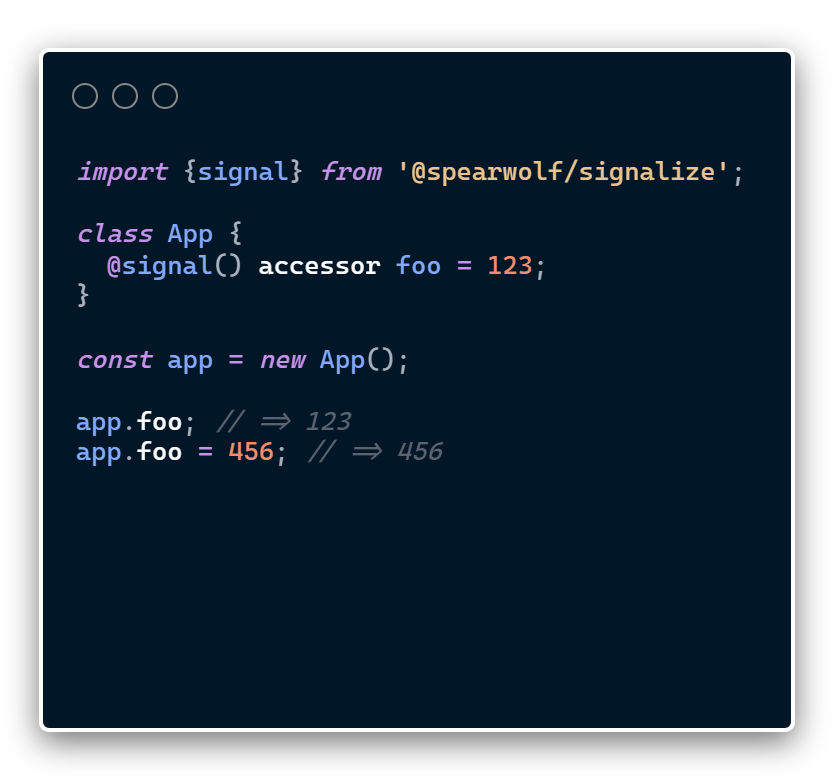 import {signal} from '@spearwolf/signalize';
class App {
  @signal() accessor foo = 123;
}
const app = new App();
app.foo; // => 123
app.foo = 456; // => 456